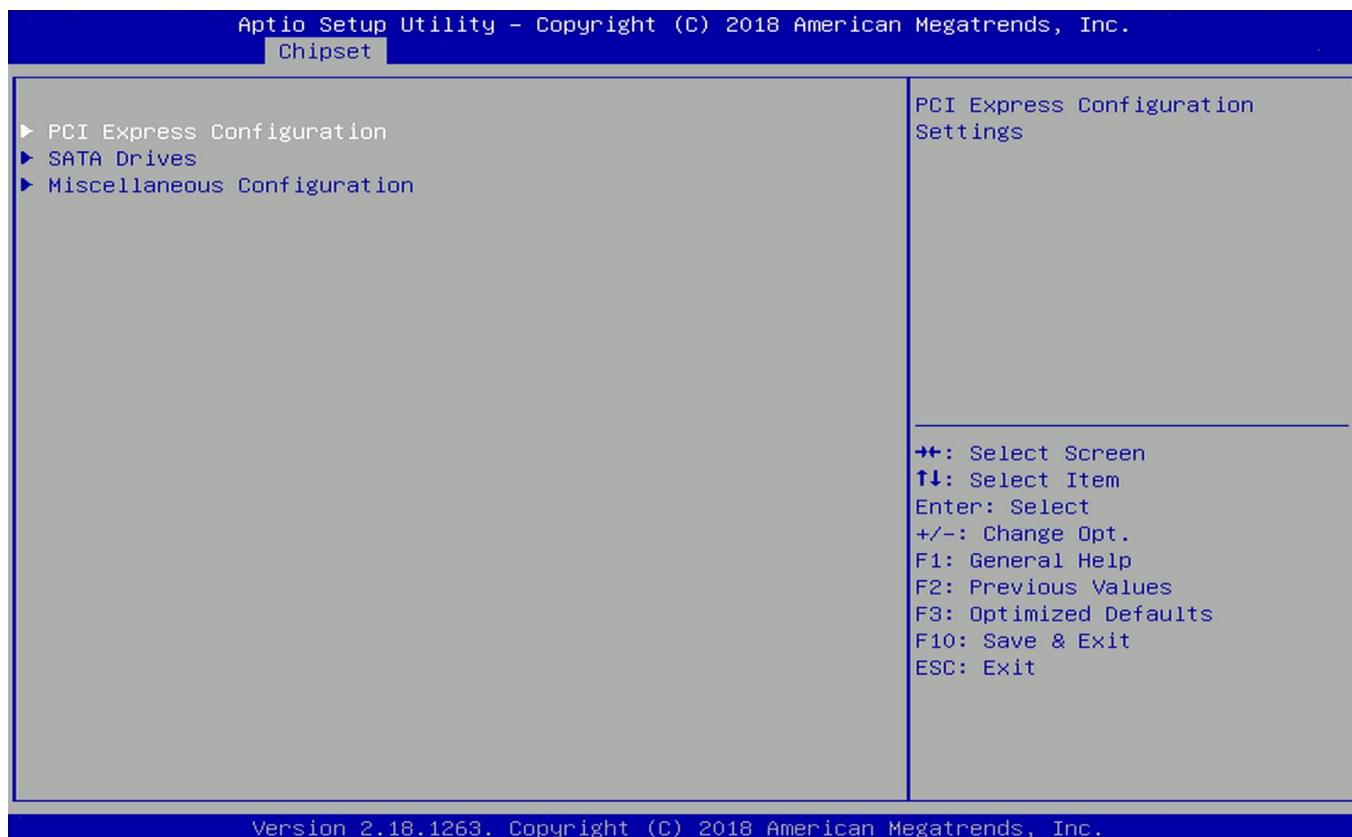 Aptio Setup Utility – Copyright (C) 2018 American Megatrends, Inc.
Chipset
▶ PCI Express Configuration
▶ SATA Drives
▶ Miscellaneous Configuration
PCI Express Configuration
Settings
→←: Select Screen
↑↓: Select Item
Enter: Select
+/-: Change Opt.
F1: General Help
F2: Previous Values
F3: Optimized Defaults
F10: Save & Exit
ESC: Exit
Version 2.18.1263. Copyright (C) 2018 American Megatrends, Inc.